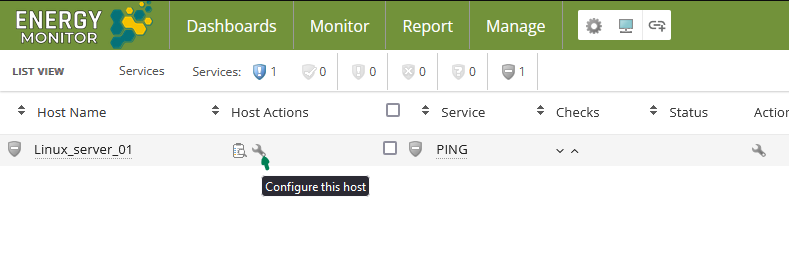 ENERGY
MONITOR
Dashboards Monitor Report Manage
LIST VIEW Services Services: 1 0 0 0 0 1
Host Name Host Actions Service Checks Status Action
Linux_server_01 PING
Configure this host